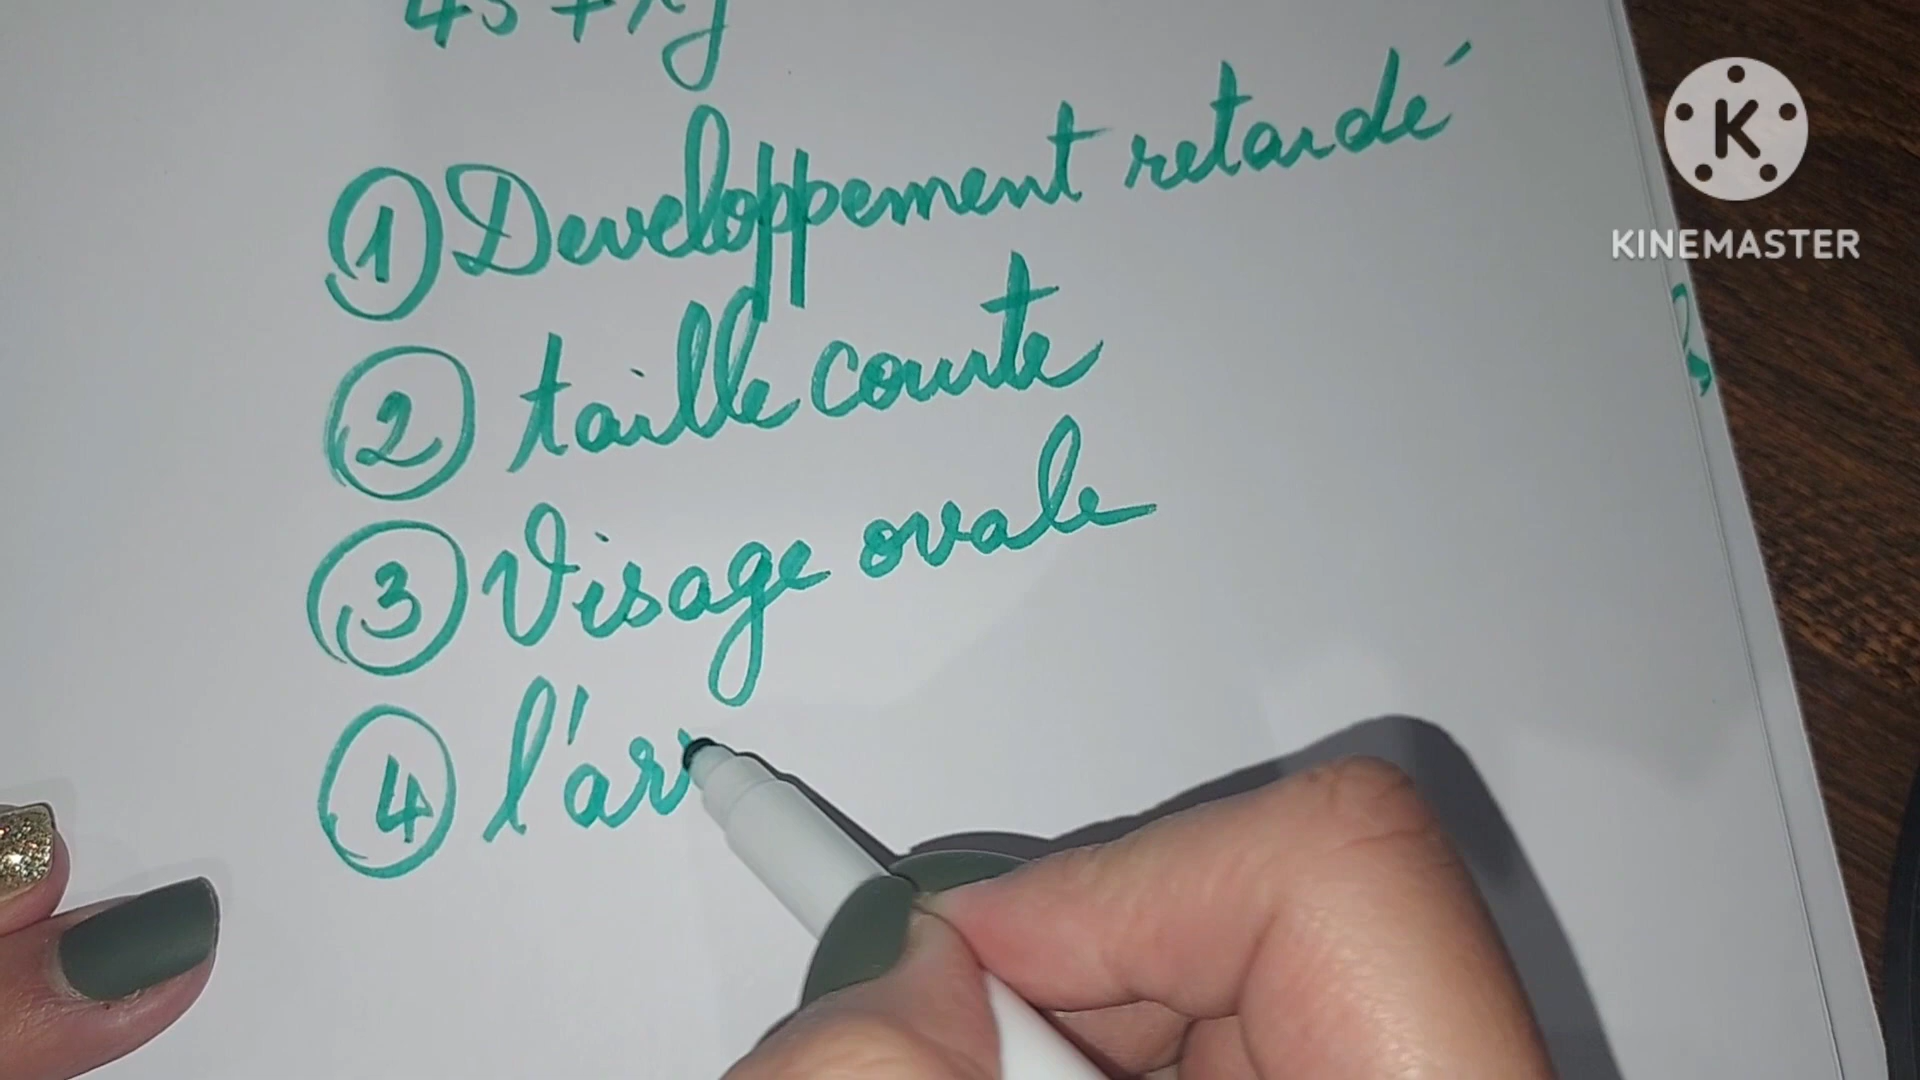 ① Developpement retardé
② taille courte
③ Visage ovale
④ l'ar
KINEMASTER